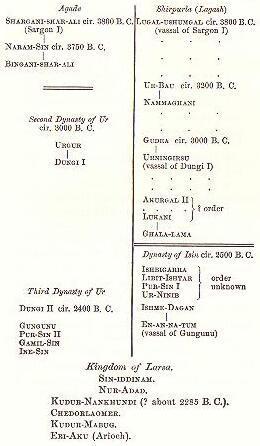 Agade
SHARGANI-SHAR-ALI cir. 3800 B. C.
(Sargon I)
NARAM-SIN cir. 3750 B. C.
BINGANI-SHAR-ALI
Second Dynasty of Ur
cir. 3000 B. C.
URGUR
DUNGI I
Third Dynasty of Ur
DUNGI II cir. 2400 B. C.
GUNGUNU
PUR-SIN II
GAMIL-SIN
INE-SIN
Shirpurla (Lagash)
LUGAL-USHUMGAL cir. 3800 B. C.
(vassal of Sargon I)
. . . .
. . . .
. . . .
UR-BAU cir. 3200 B. C.
NAMMAGHANI
. . . .
. . . .
GUDEA cir. 3000 B. C.
URNINGIRSU
(vassal of Dungi I)
. . . .
. . . .
AKURGAL II
. . . .
LUKANI
? order
GHALA-LAMA
Dynasty of Isin cir. 2500 B. C.
ISHBIGARRA
LIBIT-ISHTAR
PUR-SIN I
UR-NINIB
order
unknown
ISHME-DAGAN
EN-AN-NA-TUM
(vassal of Gungunu)
Kingdom of Larsa.
SIN-IDDINAM.
NUR-ADAD.
KUDUR-NANKHUNDI (? about 2285 B. C.).
CHEDORLAOMER.
KUDUR-MABUG.
ERI-AKU (Arioch).